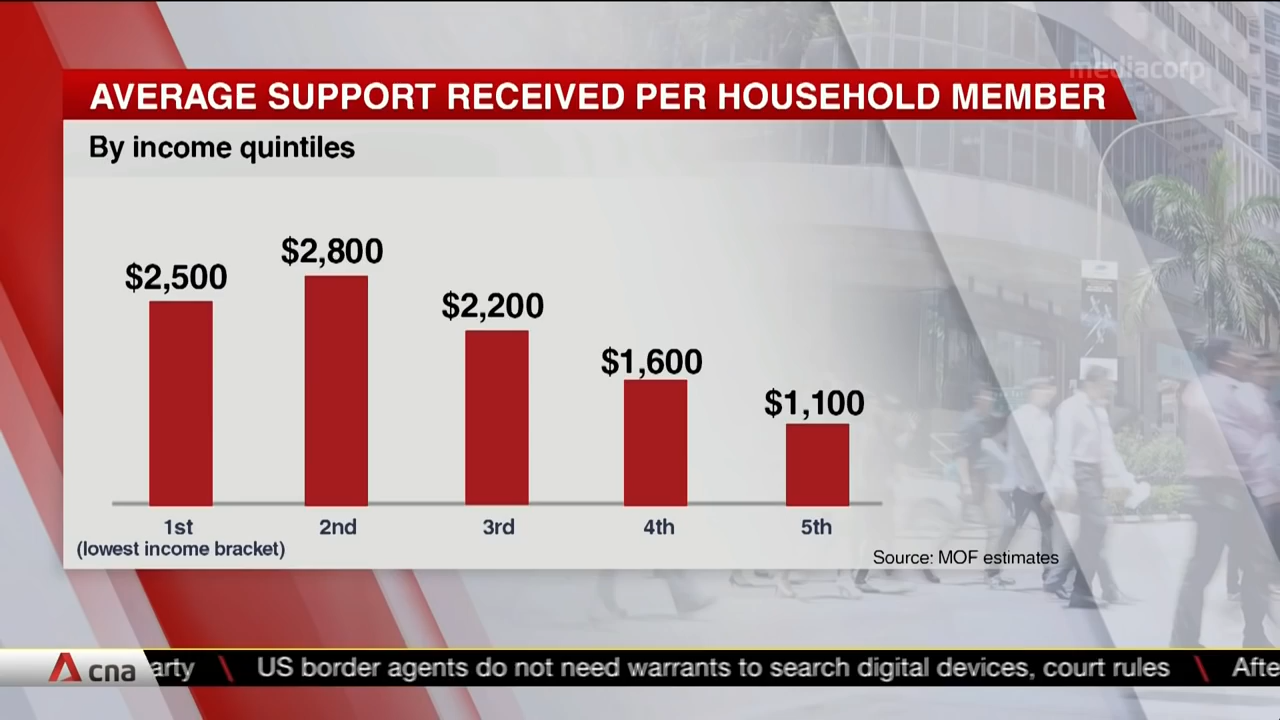 mediacorp
AVERAGE SUPPORT RECEIVED PER HOUSEHOLD MEMBER
By income quintiles
$2,500
$2,800
$2,200
$1,600
$1,100
1st
(lowest income bracket)
2nd
3rd
4th
5th
Source: MOF estimates
cna
arty \ US border agents do not need warrants to search digital devices, court rules \ Afte